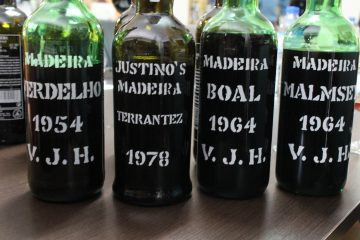 MADEIRA
VERDELHO
1954
V. J. H.
JUSTINO'S
MADEIRA
TERRANTEZ
1978
MADEIRA
BOAL
1964
V. J. H.
MADEIRA
MALMSEY
1964
V. J. H.